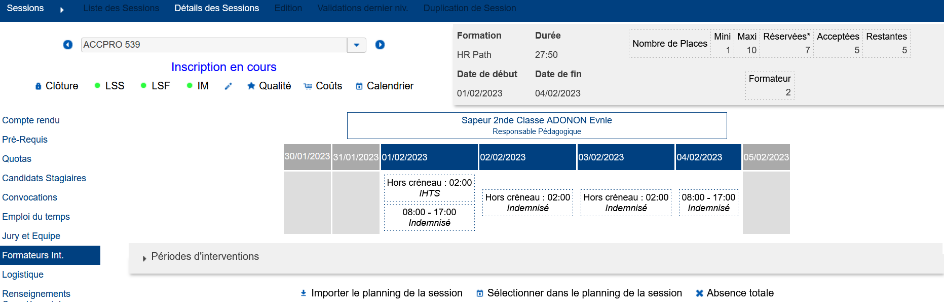 Sessions Liste des Sessions Détails des Sessions Edition Validations dernier niv. Duplication de Session
ACCPRO 539
Inscription en cours
Clôture LSS LSF IM Qualité Coûts Calendrier
Formation Durée
HR Path 27:50
Date de début Date de fin
01/02/2023 04/02/2023
Nombre de Places Mini Maxi Réservées* Acceptées Restantes
1 10 7 5 5
Formateur
2
Compte rendu
Pré-Requis
Quotas
Candidats Stagiaires
Convocations
Emploi du temps
Jury et Equipe
Formateurs Int.
Logistique
Renseignements
Sapeur 2nde Classe ADONON Evnle
Responsable Pédagogique
30/01/2023 31/01/2023 01/02/2023 02/02/2023 03/02/2023 04/02/2023 05/02/2023
Hors créneau : 02:00
IHTS
08:00 - 17:00
Indemnisé
Hors créneau : 02:00
Indemnisé
Hors créneau : 02:00
Indemnisé
08:00 - 17:00
Indemnisé
Périodes d'interventions
Importer le planning de la session Sélectionner dans le planning de la session Absence totale